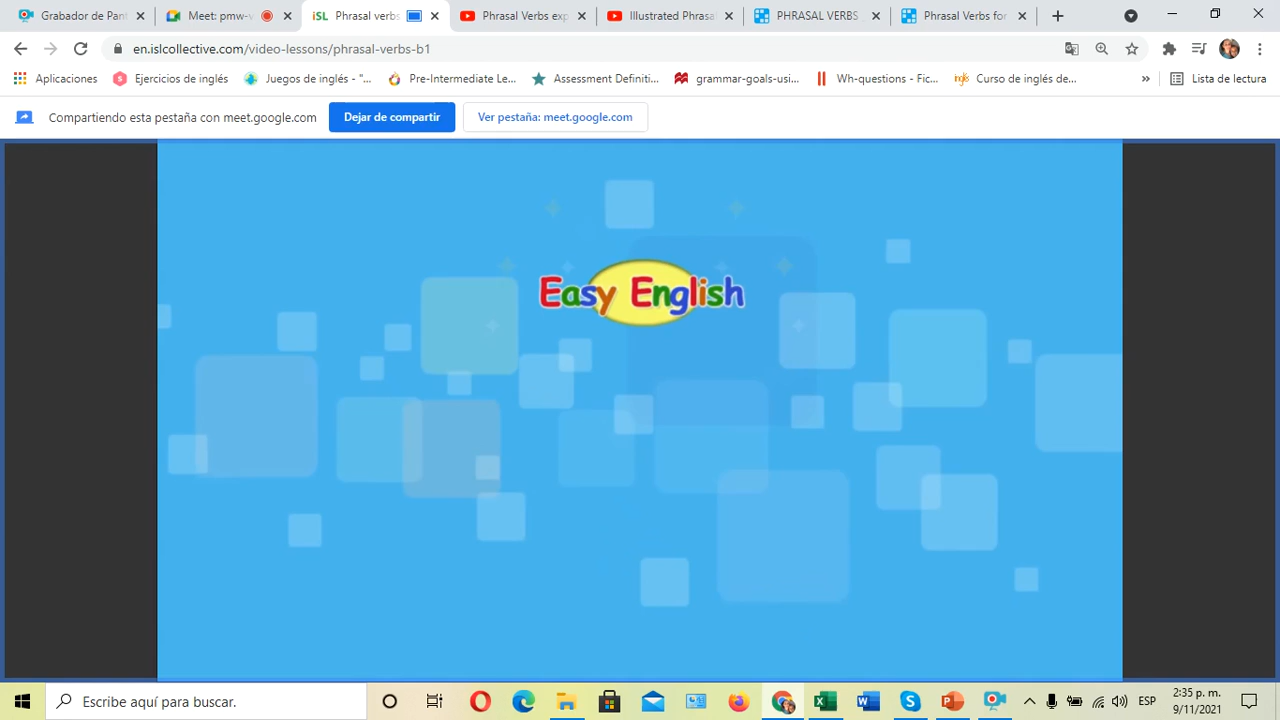 Grabador de Pant
Meet: pmw-v
iSL Phrasal verbs
Phrasal Verbs exp
Illustrated Phrasa
PHRASAL VERBS
Phrasal Verbs for
en.islcollective.com/video-lessons/phrasal-verbs-b1
Aplicaciones
Ejercicios de inglés
Juegos de inglés - "...
Pre-Intermediate Le...
Assessment Definiti...
grammar-goals-usi...
Wh-questions - Fic...
Curso de inglés de...
»
Lista de lectura
Compartiendo esta pestaña con meet.google.com
Dejar de compartir
Ver pestaña: meet.google.com
Easy English
Escribe aquí para buscar.
ESP
2:35 p. m.
9/11/2021